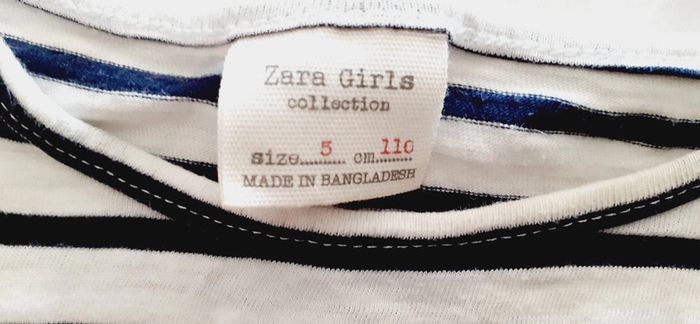 Zara Girls
collection
size.......... 5 cm.......... 110
MADE IN BANGLADESH